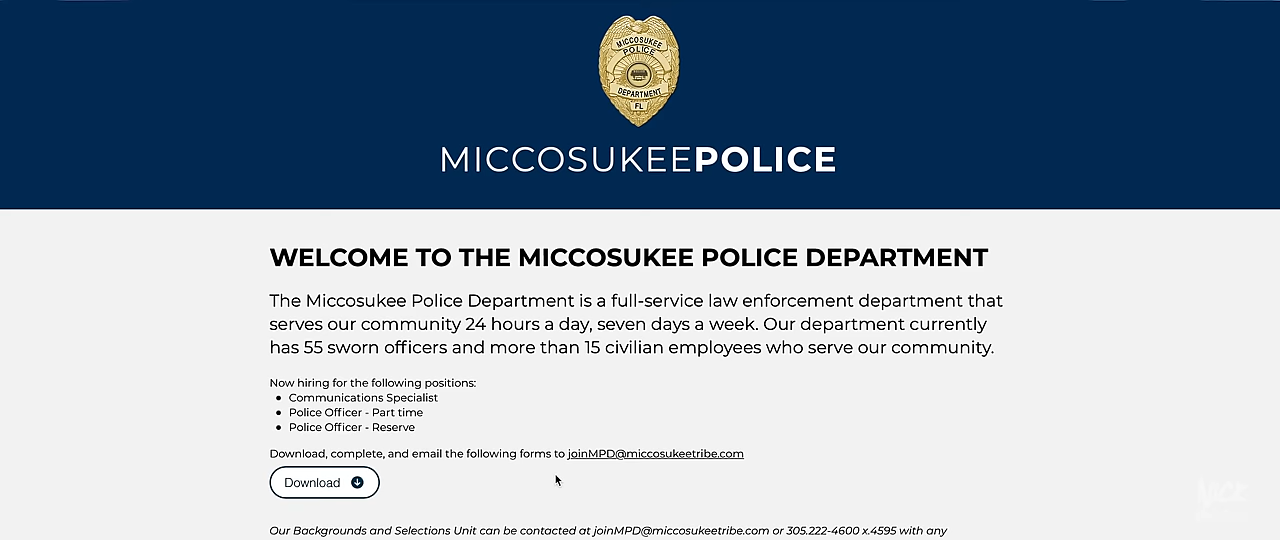 MICCOSUKEE
POLICE
DEPARTMENT
FL
MICCOSUKEEPOLICE
WELCOME TO THE MICCOSUKEE POLICE DEPARTMENT
The Miccosukee Police Department is a full-service law enforcement department that
serves our community 24 hours a day, seven days a week. Our department currently
has 55 sworn officers and more than 15 civilian employees who serve our community.
Now hiring for the following positions:
• Communications Specialist
• Police Officer - Part time
• Police Officer - Reserve
Download, complete, and email the following forms to joinMPD@miccosukeetribe.com
Download
Our Backgrounds and Selections Unit can be contacted at joinMPD@miccosukeetribe.com or 305.222-4600 x.4595 with any